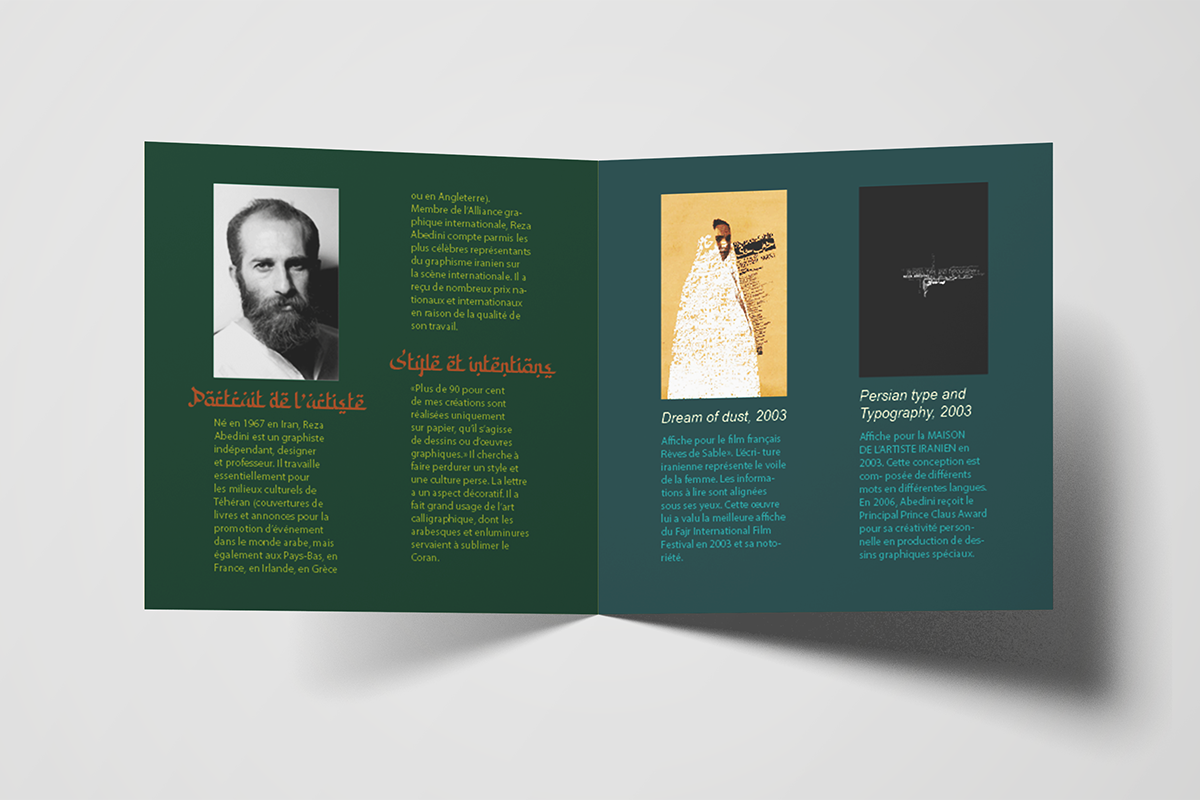 Portrait de l'artiste
Né en 1967 en Iran, Reza
Abedini est un graphiste
indépendant, designer
et professeur. Il travaille
essentiellement pour
les milieux culturels de
Téhéran (couvertures de
livres et annonces pour la
promotion d'événement
dans le monde arabe, mais
également aux Pays-Bas, en
France, en Irlande, en Grèce
ou en Angleterre).
Membre de l'Alliance gra-
phique internationale, Reza
Abedini compte parmis les
plus célèbres représentants
du graphisme iranien sur
la scène internationale. Il a
reçu de nombreux prix na-
tionaux et internationaux
en raison de la qualité de
son travail.
Style et intentions
«Plus de 90 pour cent
de mes créations sont
réalisées uniquement
sur papier, qu'il s'agisse
de dessins ou d'œuvres
graphiques.» Il cherche à
faire perdurer un style et
une culture perse. La lettre
a un aspect décoratif. Il a
fait grand usage de l'art
calligraphique, dont les
arabesques et enluminures
servaient à sublimer le
Coran.
Dream of dust, 2003
Affiche pour le film français
Rèves de Sable». L'écri- ture
iranienne représente le voile
de la femme. Les informa-
tions à lire sont alignées
sous ses yeux. Cette œuvre
lui a valu la meilleure affiche
du Fajr International Film
Festival en 2003 et sa noto-
riété.
Persian type and
Typography, 2003
Affiche pour la MAISON
DE L'ARTISTE IRANIEN en
2003. Cette conception est
com- posée de différents
mots en différentes langues.
En 2006, Abedini reçoit le
Principal Prince Claus Award
pour sa créativité person-
nelle en production de des-
sins graphiques spéciaux.